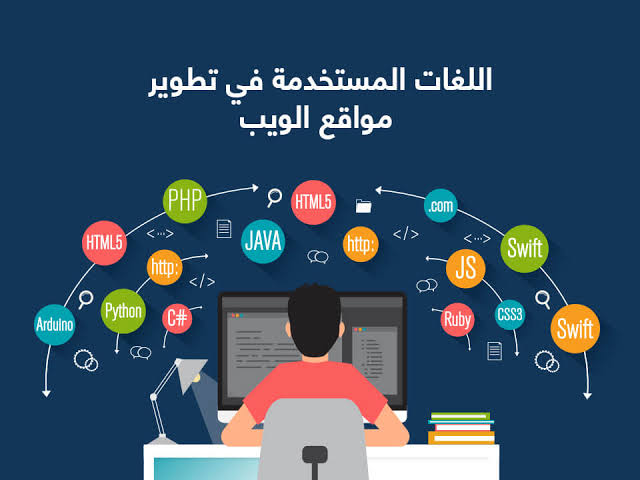 اللغات المستخدمة في تطوير
مواقع الويب
PHP
HTML5
.com
HTML5
JAVA
http:
Swift
http:
JS
Arduino
Python
C#
Ruby
CSS3
Swift